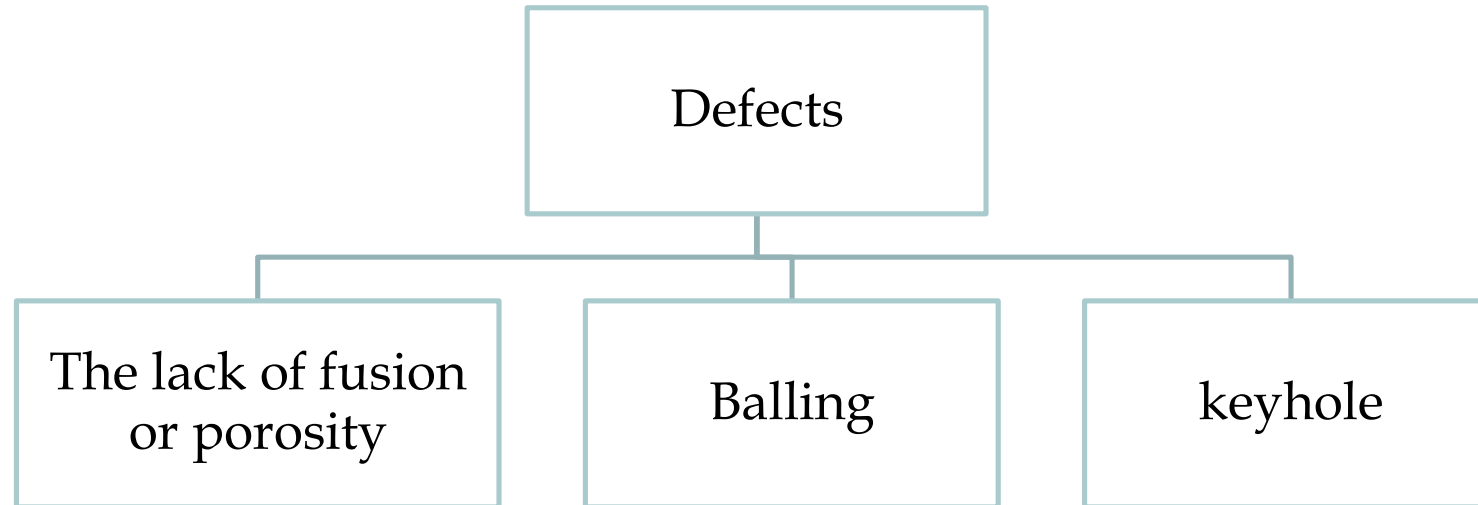 Defects
The lack of fusion
or porosity
Balling
keyhole